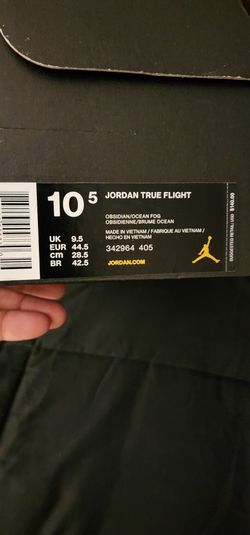 10 5
JORDAN TRUE FLIGHT
OBSIDIAN/OCEAN FOG
OBSIDIENNE/BRUME OCEAN
MADE IN VIETNAM / FABRIQUE AU VIETNAM /
HECHO EN VIETNAM
342964 405
JORDAN.COM
UK 9.5
EUR 44.5
cm 28.5
BR 42.5
SUGGESTED RETAIL USD $140.00